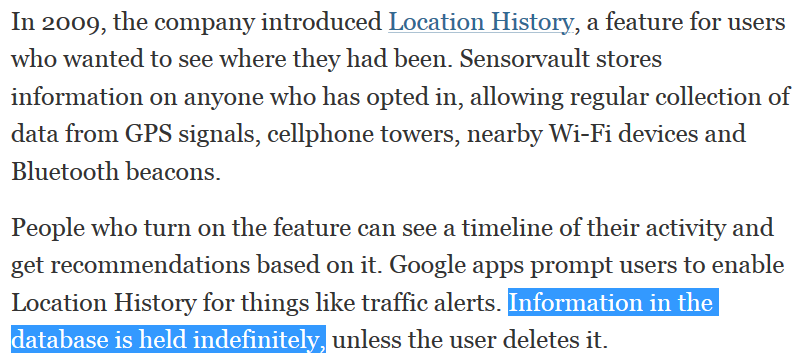 In 2009, the company introduced Location History, a feature for users
who wanted to see where they had been. Sensorvault stores
information on anyone who has opted in, allowing regular collection of
data from GPS signals, cellphone towers, nearby Wi-Fi devices and
Bluetooth beacons.
People who turn on the feature can see a timeline of their activity and
get recommendations based on it. Google apps prompt users to enable
Location History for things like traffic alerts. Information in the
database is held indefinitely, unless the user deletes it.